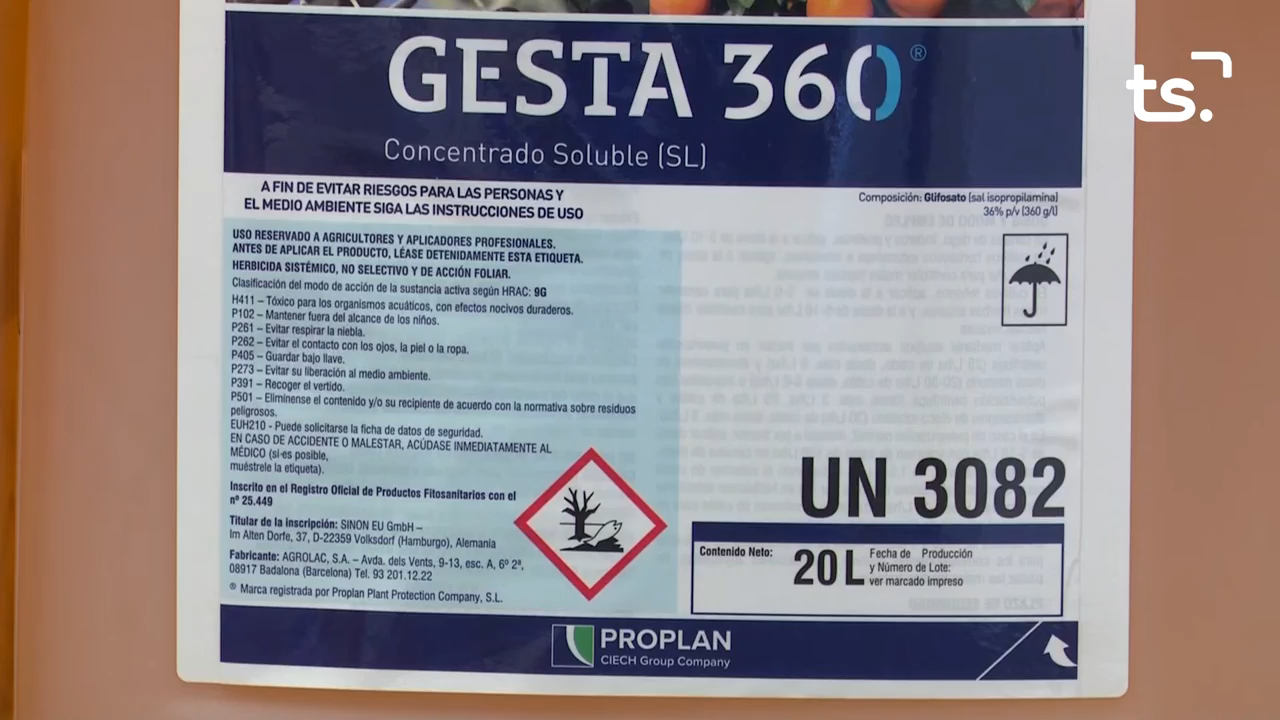 GESTA 360®
ts.
Concentrado Soluble (SL)
A FIN DE EVITAR RIESGOS PARA LAS PERSONAS Y
EL MEDIO AMBIENTE SIGA LAS INSTRUCCIONES DE USO
Composición: Glifosato (sal isopropilamina)
36% p/v (360 g/l)
USO RESERVADO A AGRICULTORES Y APLICADORES PROFESIONALES.
ANTES DE APLICAR EL PRODUCTO, LÉASE DETENIDAMENTE ESTA ETIQUETA.
HERBICIDA SISTÉMICO, NO SELECTIVO Y DE ACCIÓN FOLIAR.
Clasificación del modo de acción de la sustancia activa según HRAC: 9G
H411 – Tóxico para los organismos acuáticos, con efectos nocivos duraderos.
P102 – Mantener fuera del alcance de los niños.
P261 – Evitar respirar la niebla.
P262 – Evitar el contacto con los ojos, la piel o la ropa.
P405 – Guardar bajo llave.
P273 – Evitar su liberación al medio ambiente.
P391 – Recoger el vertido.
P501 – Elimínense el contenido y/o su recipiente de acuerdo con la normativa sobre residuos
peligrosos.
EUH210 - Puede solicitarse la ficha de datos de seguridad.
EN CASO DE ACCIDENTE O MALESTAR, ACÚDASE INMEDIATAMENTE AL
MÉDICO (si es posible,
muéstrele la etiqueta).
Inscrito en el Registro Oficial de Productos Fitosanitarios con el
nº 25.449
Titular de la inscripción: SINON EU GmbH –
Im Alten Dorfe, 37, D-22359 Volksdorf (Hamburgo), Alemania
Fabricante: AGROLAC, S.A. – Avda. dels Vents, 9-13, esc. A, 6º 2ª,
08917 Badalona (Barcelona) Tel. 93 201.12.22
® Marca registrada por Proplan Plant Protection Company, S.L.
UN 3082
Contenido Neto: 20 L
Fecha de Producción
y Número de Lote:
ver marcado impreso
PROPLAN
CIECH Group Company